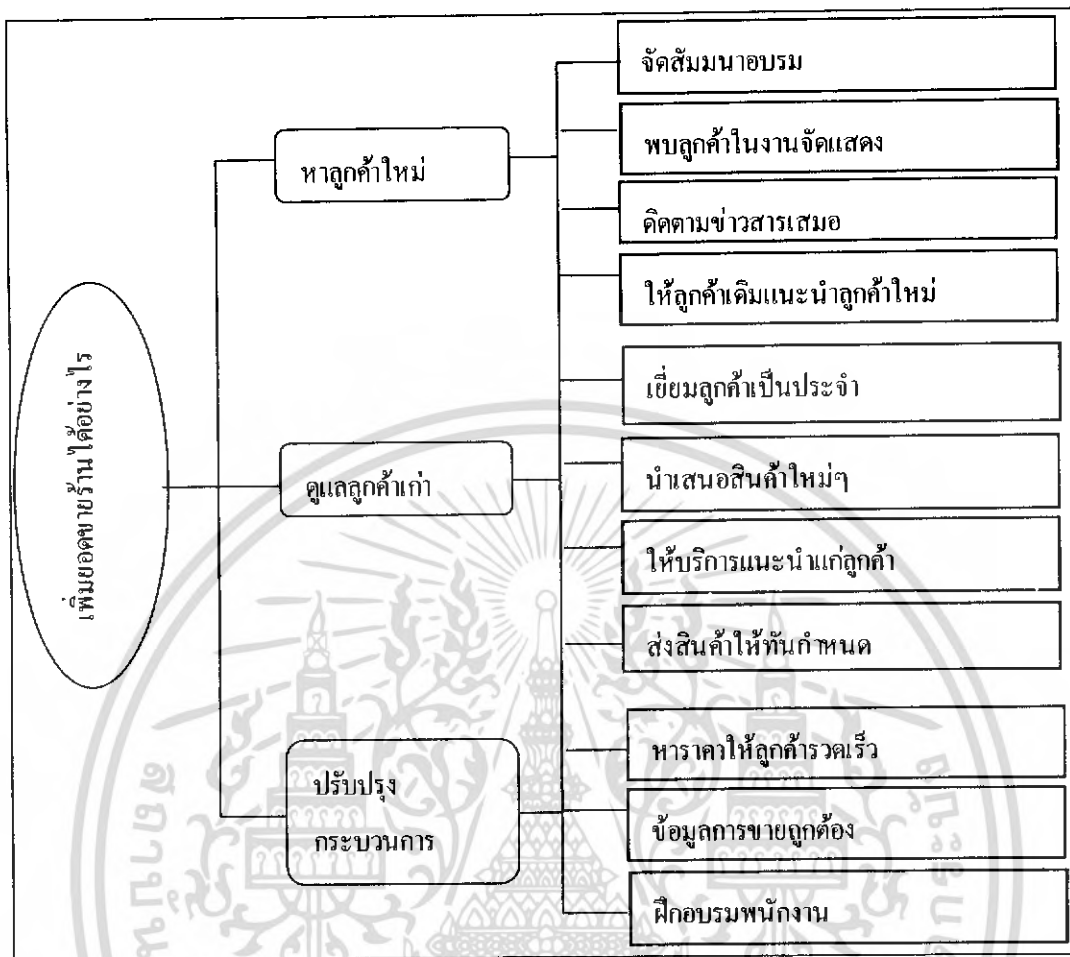 เพิ่มยอดขายร้านได้อย่างไร
หาลูกค้าใหม่
จัดสัมมนาอบรม
พบลูกค้าในงานจัดแสดง
ติดตามข่าวสารเสมอ
ให้ลูกค้าเดิมแนะนำลูกค้าใหม่
ดูแลลูกค้าเก่า
เยี่ยมลูกค้าเป็นประจำ
นำเสนอสินค้าใหม่ๆ
ให้บริการแนะนำแก่ลูกค้า
ส่งสินค้าให้ทันกำหนด
ปรับปรุง
กระบวนการ
หาราคาให้ลูกค้ารวดเร็ว
ข้อมูลการขายถูกต้อง
ฝึกอบรมพนักงาน